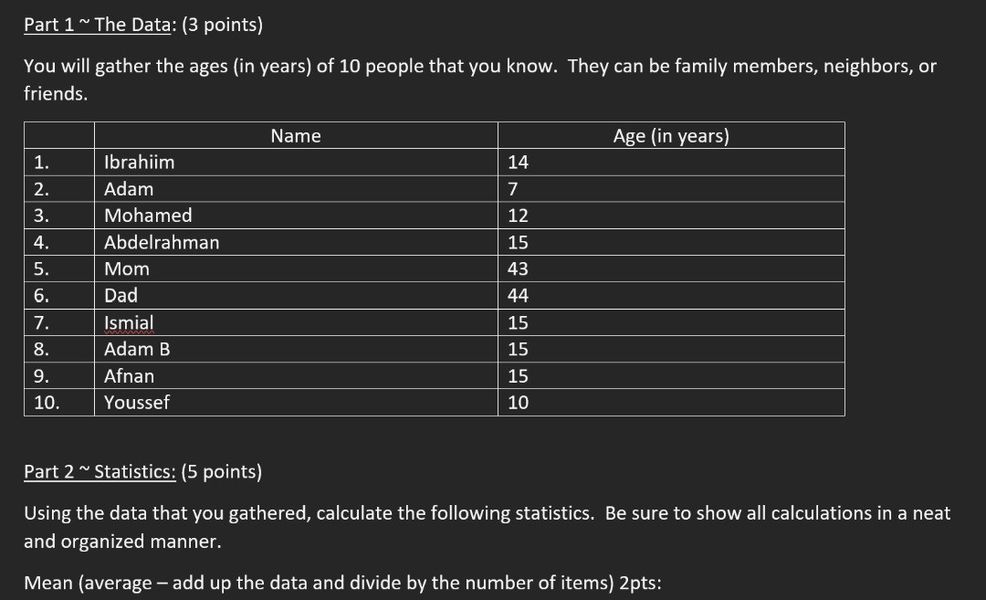 Part 1 ~ The Data: (3 points)
You will gather the ages (in years) of 10 people that you know.  They can be family members, neighbors, or
friends.
Name Age (in years)
1. Ibrahiim 14
2. Adam 7
3. Mohamed 12
4. Abdelrahman 15
5. Mom 43
6. Dad 44
7. Ismial 15
8. Adam B 15
9. Afnan 15
10. Youssef 10
Part 2 ~ Statistics: (5 points)
Using the data that you gathered, calculate the following statistics.  Be sure to show all calculations in a neat
and organized manner.
Mean (average – add up the data and divide by the number of items) 2pts: